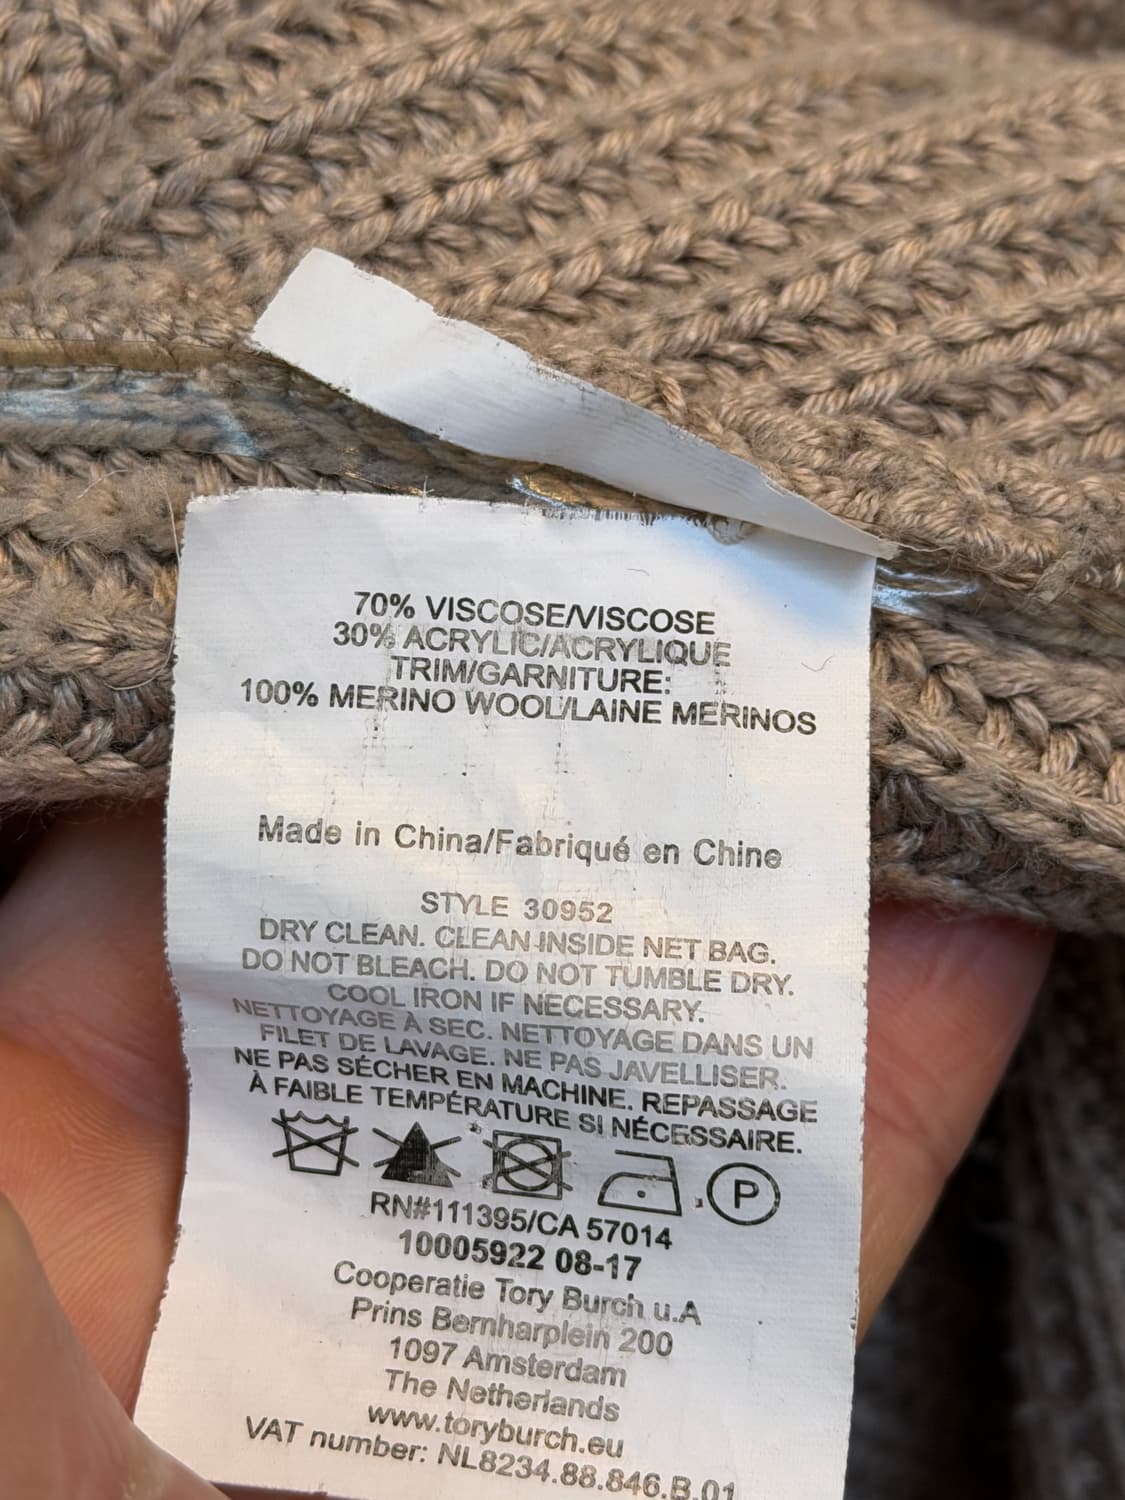 70% VISCOSE/VISCOSE
30% ACRYLIC/ACRYLIQUE
TRIM/GARNITURE:
100% MERINO WOOL/LAINE MERINOS
Made in China/Fabriqué en Chine
STYLE 30952
DRY CLEAN. CLEAN INSIDE NET BAG.
DO NOT BLEACH. DO NOT TUMBLE DRY.
COOL IRON IF NECESSARY.
NETTOYAGE À SEC. NETTOYAGE DANS UN
FILET DE LAVAGE. NE PAS JAVELLISER.
NE PAS SÉCHER EN MACHINE. REPASSAGE
À FAIBLE TEMPÉRATURE SI NÉCESSAIRE.
P
RN#111395/CA 57014
10005922 08-17
Cooperatie Tory Burch u.A
Prins Bernharplein 200
1097 Amsterdam
The Netherlands
www.toryburch.eu
VAT number: NL8234.88.846.B.01